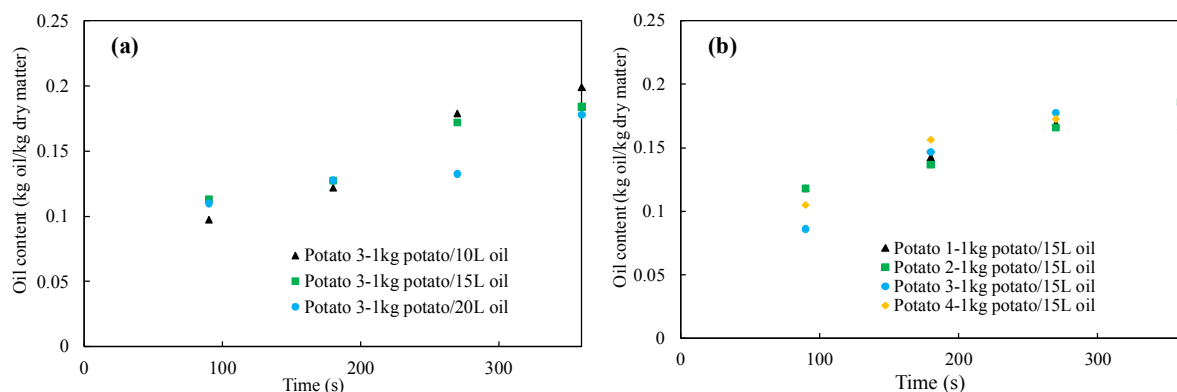 (a)
Oil content (kg oil/kg dry matter)
0.25
0.2
0.15
0.1
0.05
0
0
100
200
300
Time (s)
Potato 3-1kg potato/10L oil
Potato 3-1kg potato/15L oil
Potato 3-1kg potato/20L oil
(b)
Oil content (kg oil/kg dry matter)
0.25
0.2
0.15
0.1
0.05
0
0
100
200
300
Time (s)
Potato 1-1kg potato/15L oil
Potato 2-1kg potato/15L oil
Potato 3-1kg potato/15L oil
Potato 4-1kg potato/15L oil